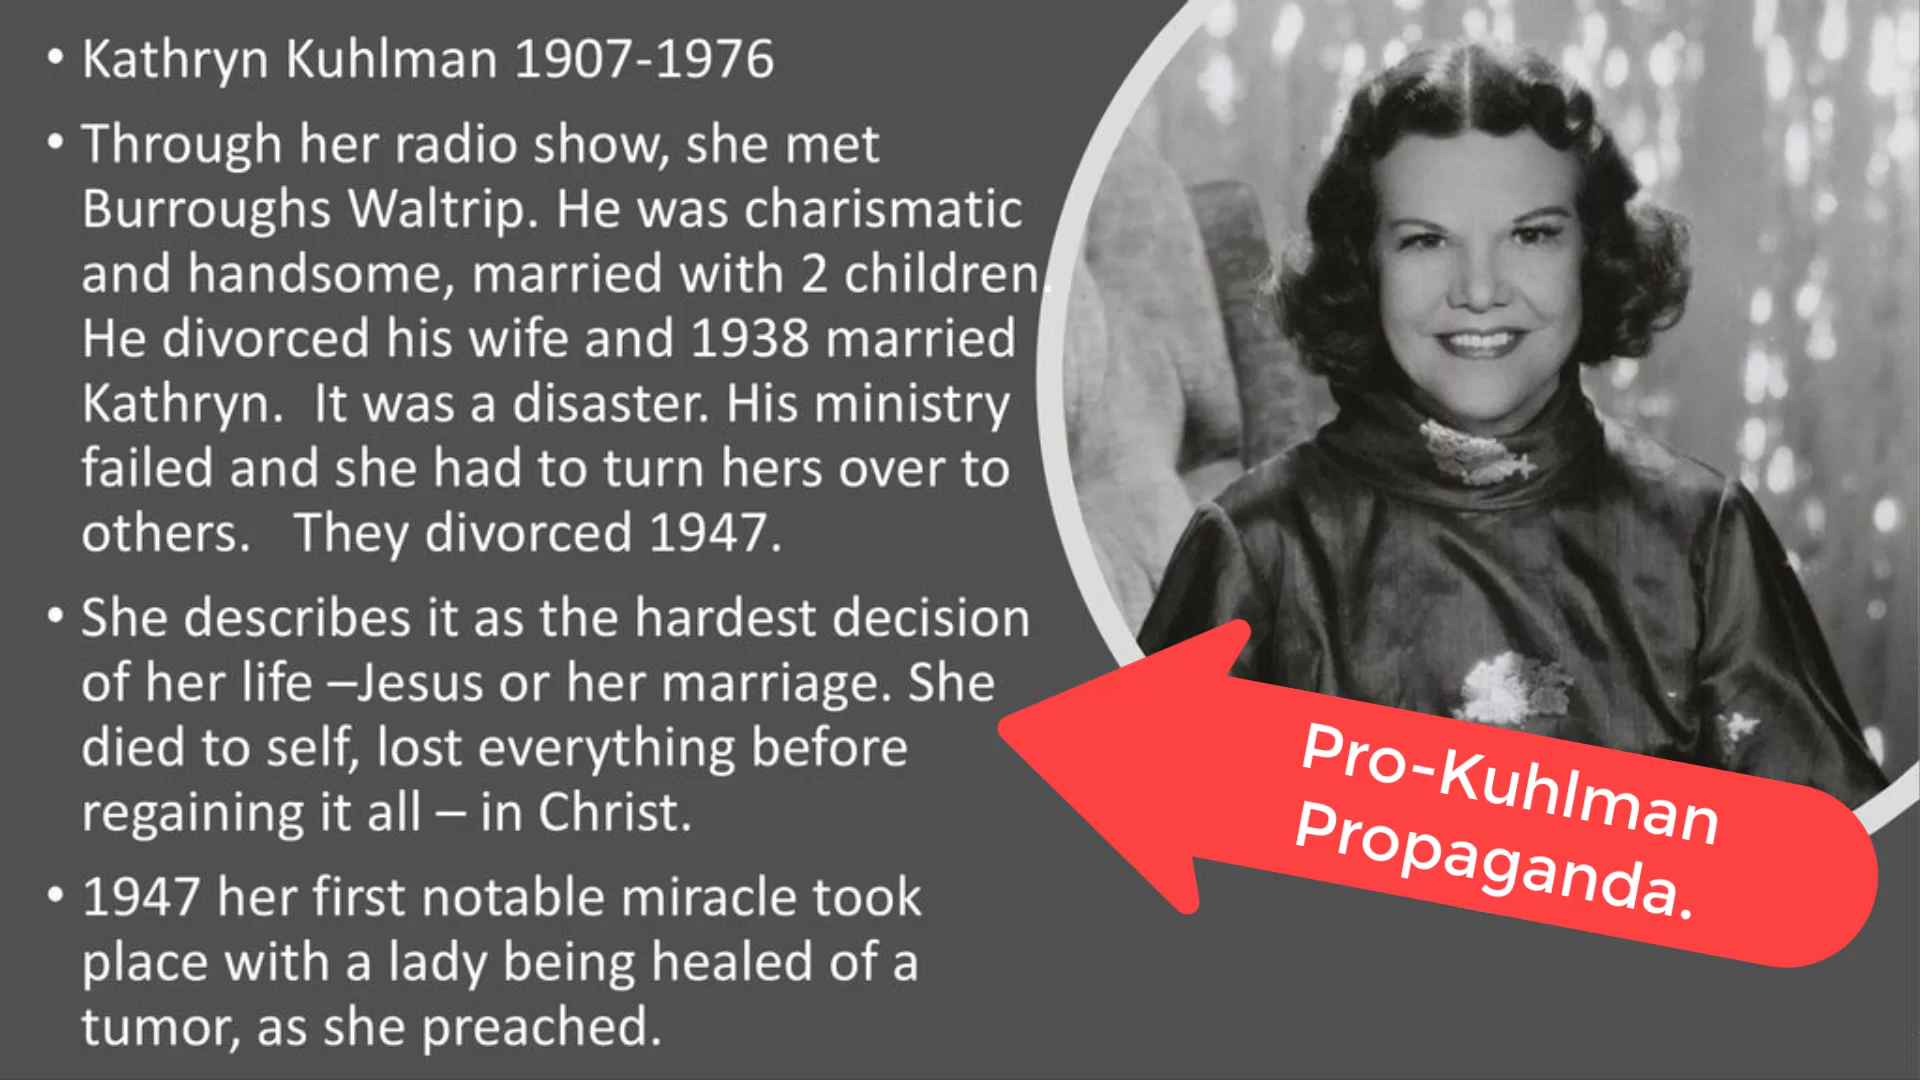 • Kathryn Kuhlman 1907-1976
• Through her radio show, she met
Burroughs Waltrip. He was charismatic
and handsome, married with 2 children.
He divorced his wife and 1938 married
Kathryn.  It was a disaster. His ministry
failed and she had to turn hers over to
others.   They divorced 1947.
• She describes it as the hardest decision
of her life –Jesus or her marriage. She
died to self, lost everything before
regaining it all – in Christ.
• 1947 her first notable miracle took
place with a lady being healed of a
tumor, as she preached.
Pro-Kuhlman
Propaganda.